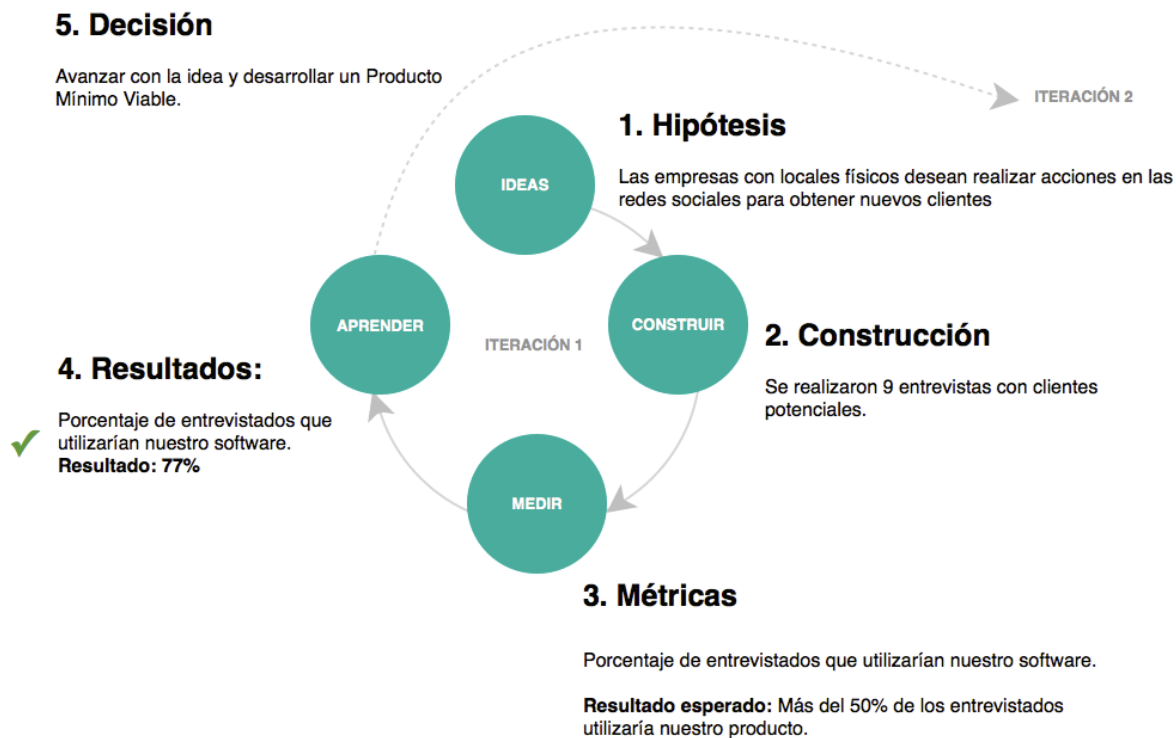 5. Decisión
Avanzar con la idea y desarrollar un Producto
Mínimo Viable.
ITERACIÓN 2
1. Hipótesis
Las empresas con locales físicos desean realizar acciones en las
redes sociales para obtener nuevos clientes
IDEAS
CONSTRUIR
APRENDER
ITERACIÓN 1
2. Construcción
Se realizaron 9 entrevistas con clientes
potenciales.
4. Resultados:
Porcentaje de entrevistados que
utilizarían nuestro software.
Resultado: 77%
MEDIR
3. Métricas
Porcentaje de entrevistados que utilizarían nuestro software.
Resultado esperado: Más del 50% de los entrevistados
utilizaría nuestro producto.